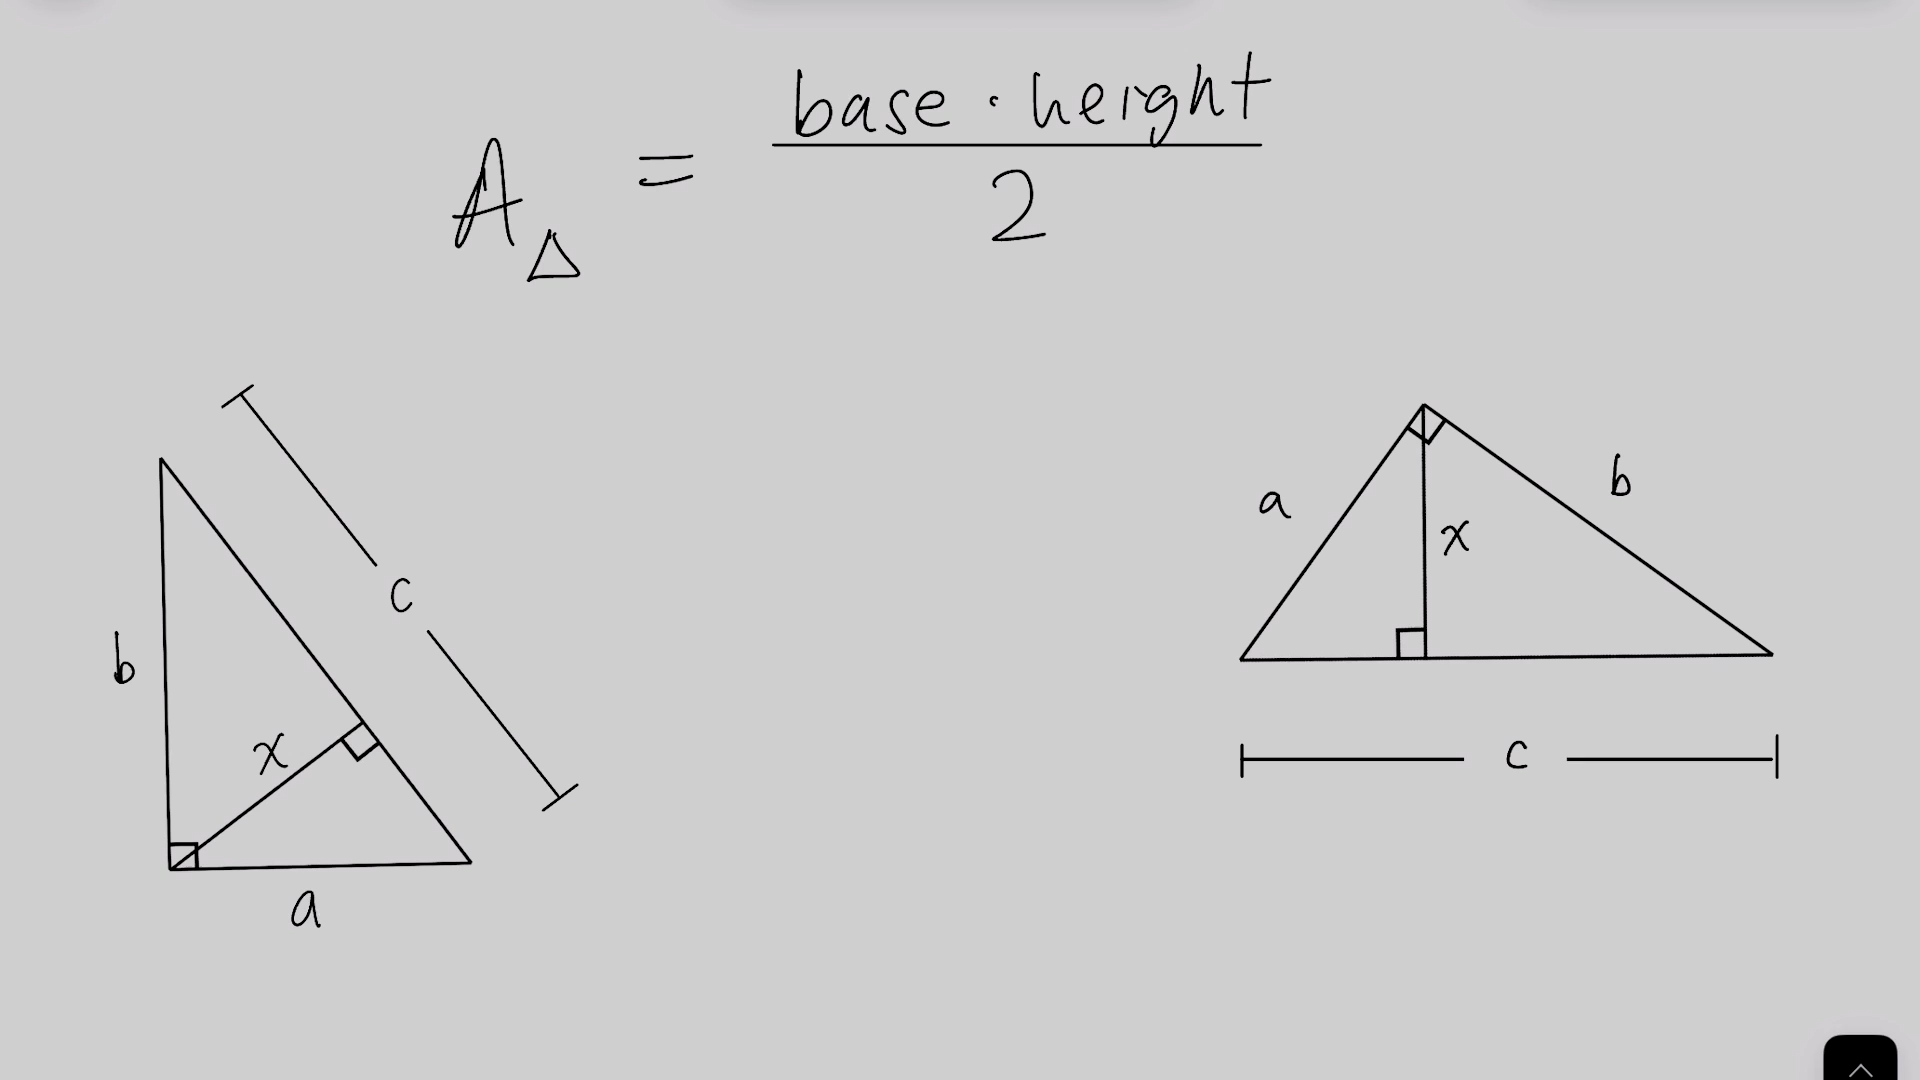 A△ = base · height / 2
c
b
x
a
a
b
x
c